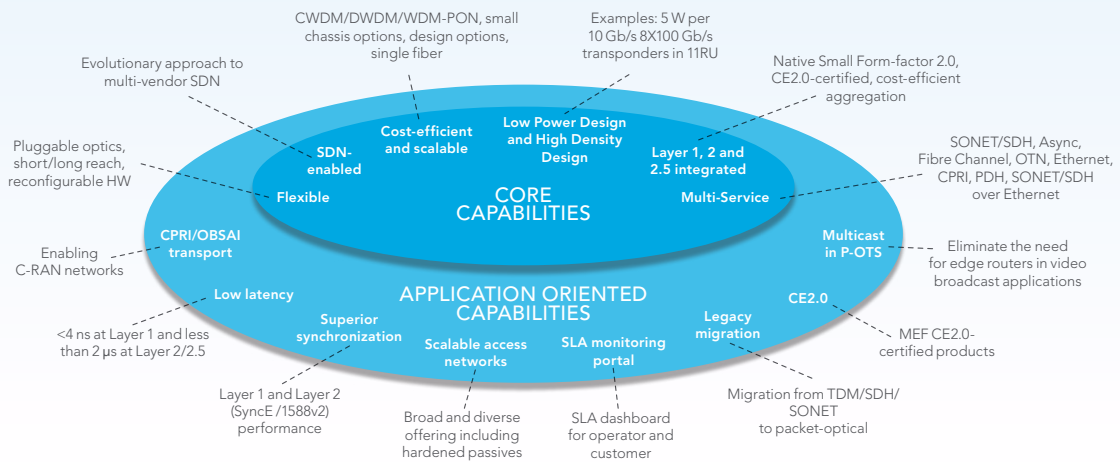 CWDM/DWDM/WDM-PON, small
chassis options, design options,
single fiber
Examples: 5 W per
10 Gb/s 8X100 Gb/s
transponders in 11RU
Evolutionary approach to
multi-vendor SDN
Native Small Form-factor 2.0,
CE2.0-certified, cost-efficient
aggregation
Pluggable optics,
short/long reach,
reconfigurable HW
SONET/SDH, Async,
Fibre Channel, OTN, Ethernet,
CPRI, PDH, SONET/SDH
over Ethernet
SDN-
enabled
Cost-efficient
and scalable
Low Power Design
and High Density
Design
Layer 1, 2 and
2.5 integrated
Flexible
CORE
CAPABILITIES
Multi-Service
CPRI/OBSAI
transport
Multicast
in P-OTS
Enabling
C-RAN networks
Eliminate the need
for edge routers in video
broadcast applications
Low latency
APPLICATION ORIENTED
CAPABILITIES
CE2.0
Superior
synchronization
Scalable access
networks
SLA monitoring
portal
Legacy
migration
<4 ns at Layer 1 and less
than 2 µs at Layer 2/2.5
MEF CE2.0-
certified products
Layer 1 and Layer 2
(SyncE /1588v2)
performance
Broad and diverse
offering including
hardened passives
SLA dashboard
for operator and
customer
Migration from TDM/SDH/
SONET
to packet-optical